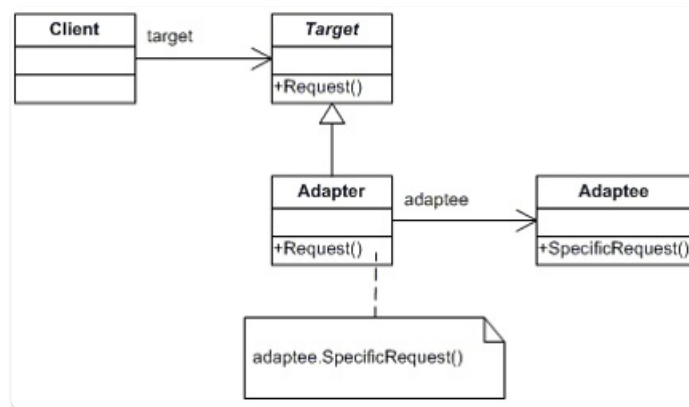 Client
target
Target
+Request()
Adapter
adaptee
Adaptee
+Request()
+SpecificRequest()
adaptee.SpecificRequest()